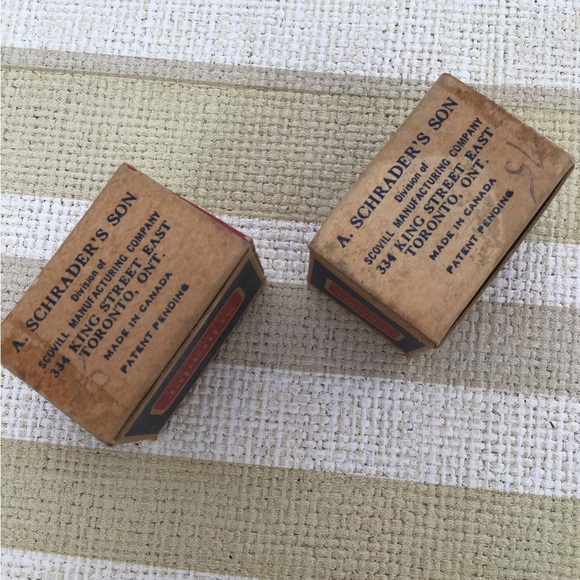 A. SCHRADER'S SON
Division of
SCOVILL MANUFACTURING COMPANY
334 KING STREET EAST
TORONTO, ONT.
MADE IN CANADA
PATENT PENDING
A. SCHRADER'S SON
Division of
SCOVILL MANUFACTURING COMPANY
334 KING STREET EAST
TORONTO, ONT.
MADE IN CANADA
PATENT PENDING
75